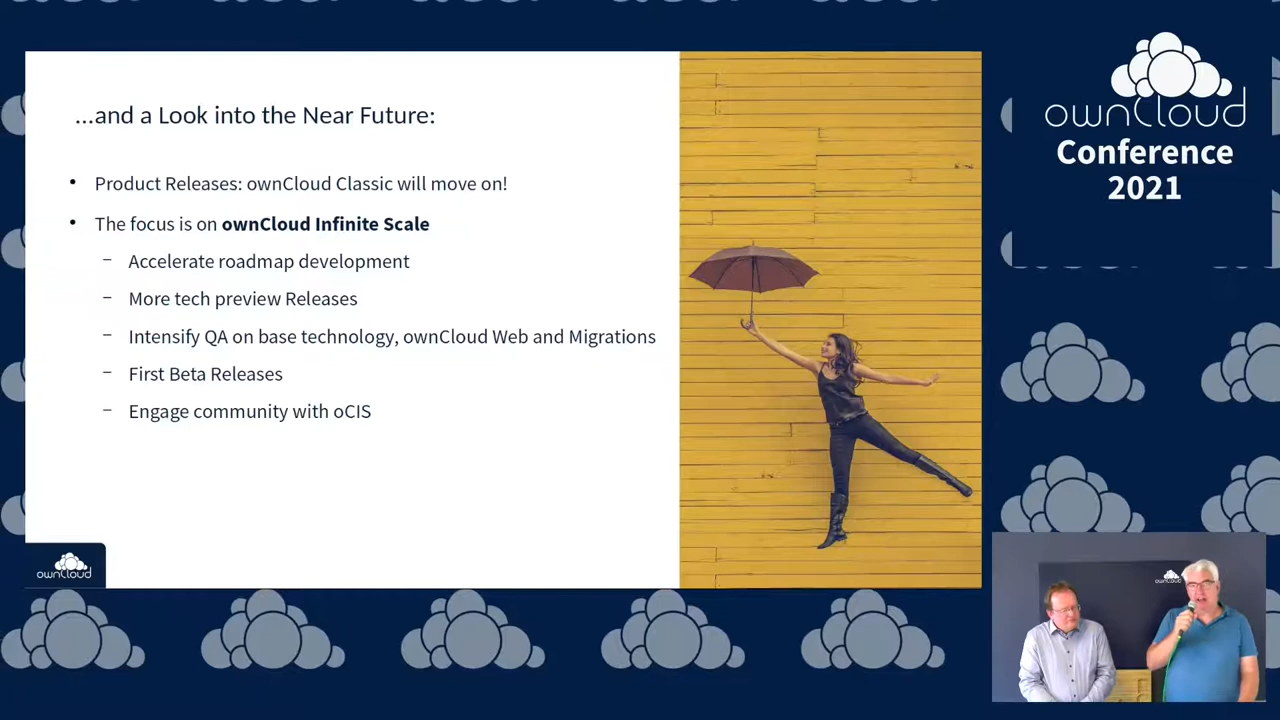 ...and a Look into the Near Future:
• Product Releases: ownCloud Classic will move on!
• The focus is on ownCloud Infinite Scale
– Accelerate roadmap development
– More tech preview Releases
– Intensify QA on base technology, ownCloud Web and Migrations
– First Beta Releases
– Engage community with oCIS
ownCloud
ownCloud
Conference
2021
ownCloud